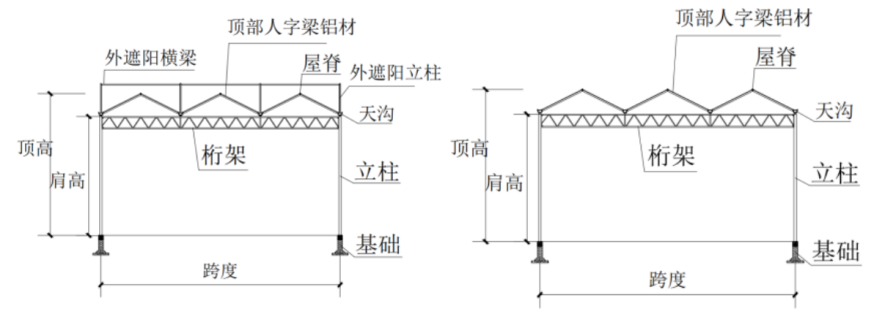 顶部人字梁铝材
外遮阳横梁
屋脊
外遮阳立柱
天沟
顶高
桁架
肩高
立柱
基础
跨度
顶部人字梁铝材
屋脊
天沟
顶高
桁架
肩高
立柱
基础
跨度